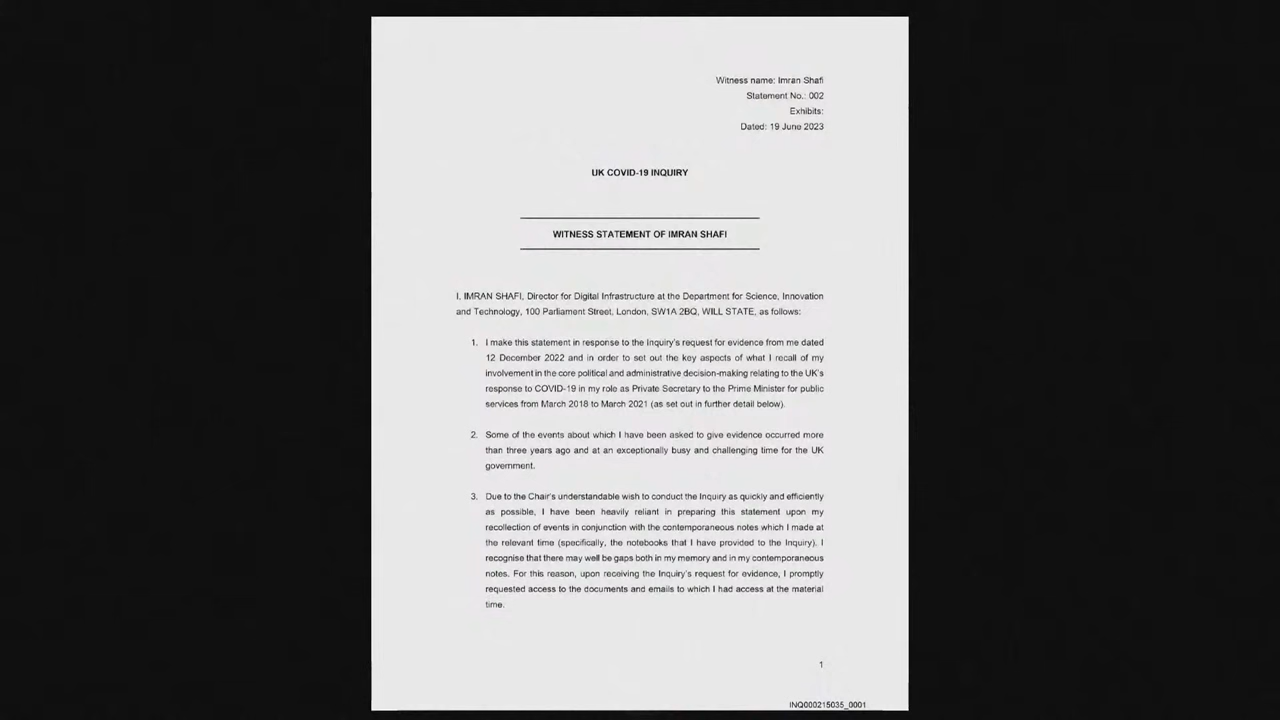 Witness name: Imran Shafi
Statement No.: 002
Exhibits:
Dated: 19 June 2023
UK COVID-19 INQUIRY
WITNESS STATEMENT OF IMRAN SHAFI
I, IMRAN SHAFI, Director for Digital Infrastructure at the Department for Science, Innovation
and Technology, 100 Parliament Street, London, SW1A 2BQ, WILL STATE, as follows:
1. I make this statement in response to the Inquiry's request for evidence from me dated
12 December 2022 and in order to set out the key aspects of what I recall of my
involvement in the core political and administrative decision-making relating to the UK's
response to COVID-19 in my role as Private Secretary to the Prime Minister for public
services from March 2018 to March 2021 (as set out in further detail below).
2. Some of the events about which I have been asked to give evidence occurred more
than three years ago and at an exceptionally busy and challenging time for the UK
government.
3. Due to the Chair's understandable wish to conduct the Inquiry as quickly and efficiently
as possible, I have been heavily reliant in preparing this statement upon my
recollection of events in conjunction with the contemporaneous notes which I made at
the relevant time (specifically, the notebooks that I have provided to the Inquiry). I
recognise that there may well be gaps both in my memory and in my contemporaneous
notes. For this reason, upon receiving the Inquiry's request for evidence, I promptly
requested access to the documents and emails to which I had access at the material
time.
1
INQ000215035_0001